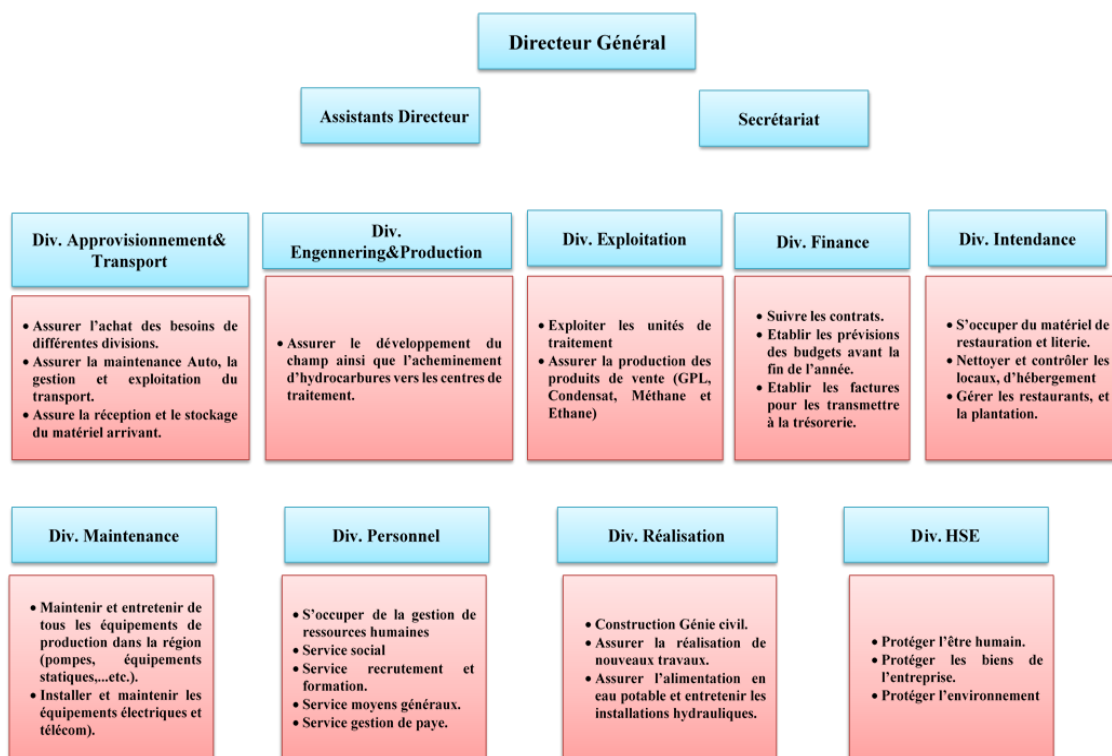 Directeur Général
Assistants Directeur
Secrétariat
Div. Approvisionnement&
Transport
• Assurer l’achat des besoins de
différentes divisions.
• Assurer la maintenance Auto, la
gestion et exploitation du
transport.
• Assure la réception et le stockage
du matériel arrivant.
Div.
Engennering&Production
• Assurer le développement du
champ ainsi que l’acheminement
d’hydrocarbures vers les centres de
traitement.
Div. Exploitation
• Exploiter les unités de
traitement
• Assurer la production des
produits de vente (GPL,
Condensat, Méthane et
Ethane)
Div. Finance
• Suivre les contrats.
• Etablir les prévisions
des budgets avant la
fin de l’année.
• Etablir les factures
pour les transmettre
à la trésorerie.
Div. Intendance
• S’occuper du matériel de
restauration et literie.
• Nettoyer et contrôler les
locaux, d’hébergement
• Gérer les restaurants, et
la plantation.
Div. Maintenance
• Maintenir et entretenir de
tous les équipements de
production dans la région
(pompes, équipements
statiques,...etc.).
• Installer et maintenir les
équipements électriques et
télécom).
Div. Personnel
• S’occuper de la gestion de
ressources humaines
• Service social
• Service recrutement et
formation.
• Service moyens généraux.
• Service gestion de paye.
Div. Réalisation
• Construction Génie civil.
• Assurer la réalisation de
nouveaux travaux.
• Assurer l’alimentation en
eau potable et entretenir les
installations hydrauliques.
Div. HSE
• Protéger l’être humain.
• Protéger les biens de
l’entreprise.
• Protéger l’environnement